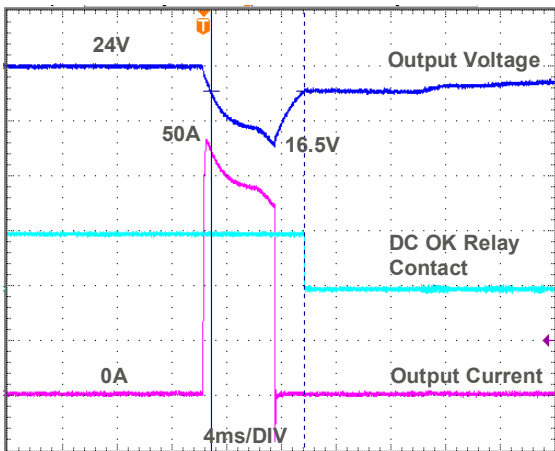 T
24V
Output Voltage
50A
16.5V
DC OK Relay
Contact
0A
Output Current
4ms/DIV